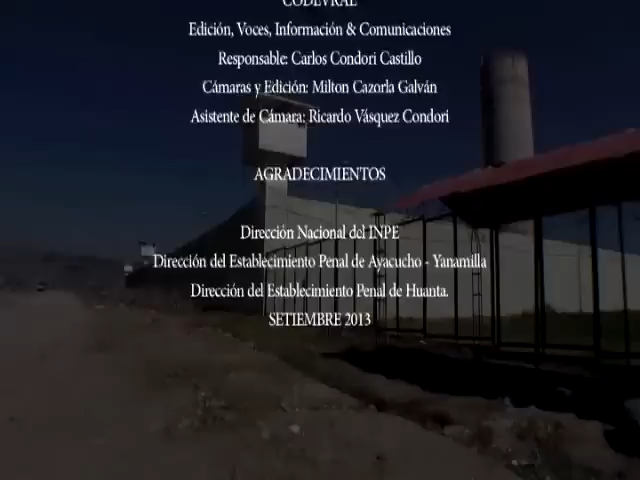 CODEVRAE
Edición, Voces, Información & Comunicaciones
Responsable: Carlos Condori Castillo
Cámaras y Edición: Milton Cazorla Galván
Asistente de Cámara: Ricardo Vásquez Condori
AGRADECIMIENTOS
Dirección Nacional del INPE
Dirección del Establecimiento Penal de Ayacucho - Yanamilla
Dirección del Establecimiento Penal de Huanta.
SETIEMBRE 2013